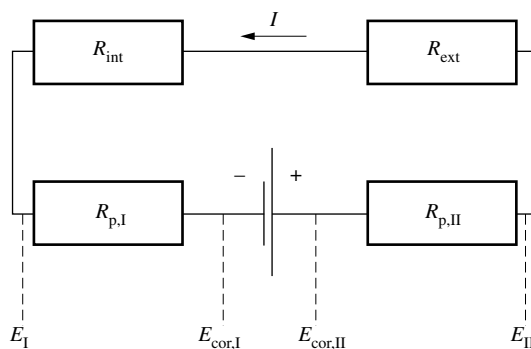 I
R_int
R_ext
− +
R_p,I
R_p,II
E_I
E_cor,I
E_cor,II
E_II